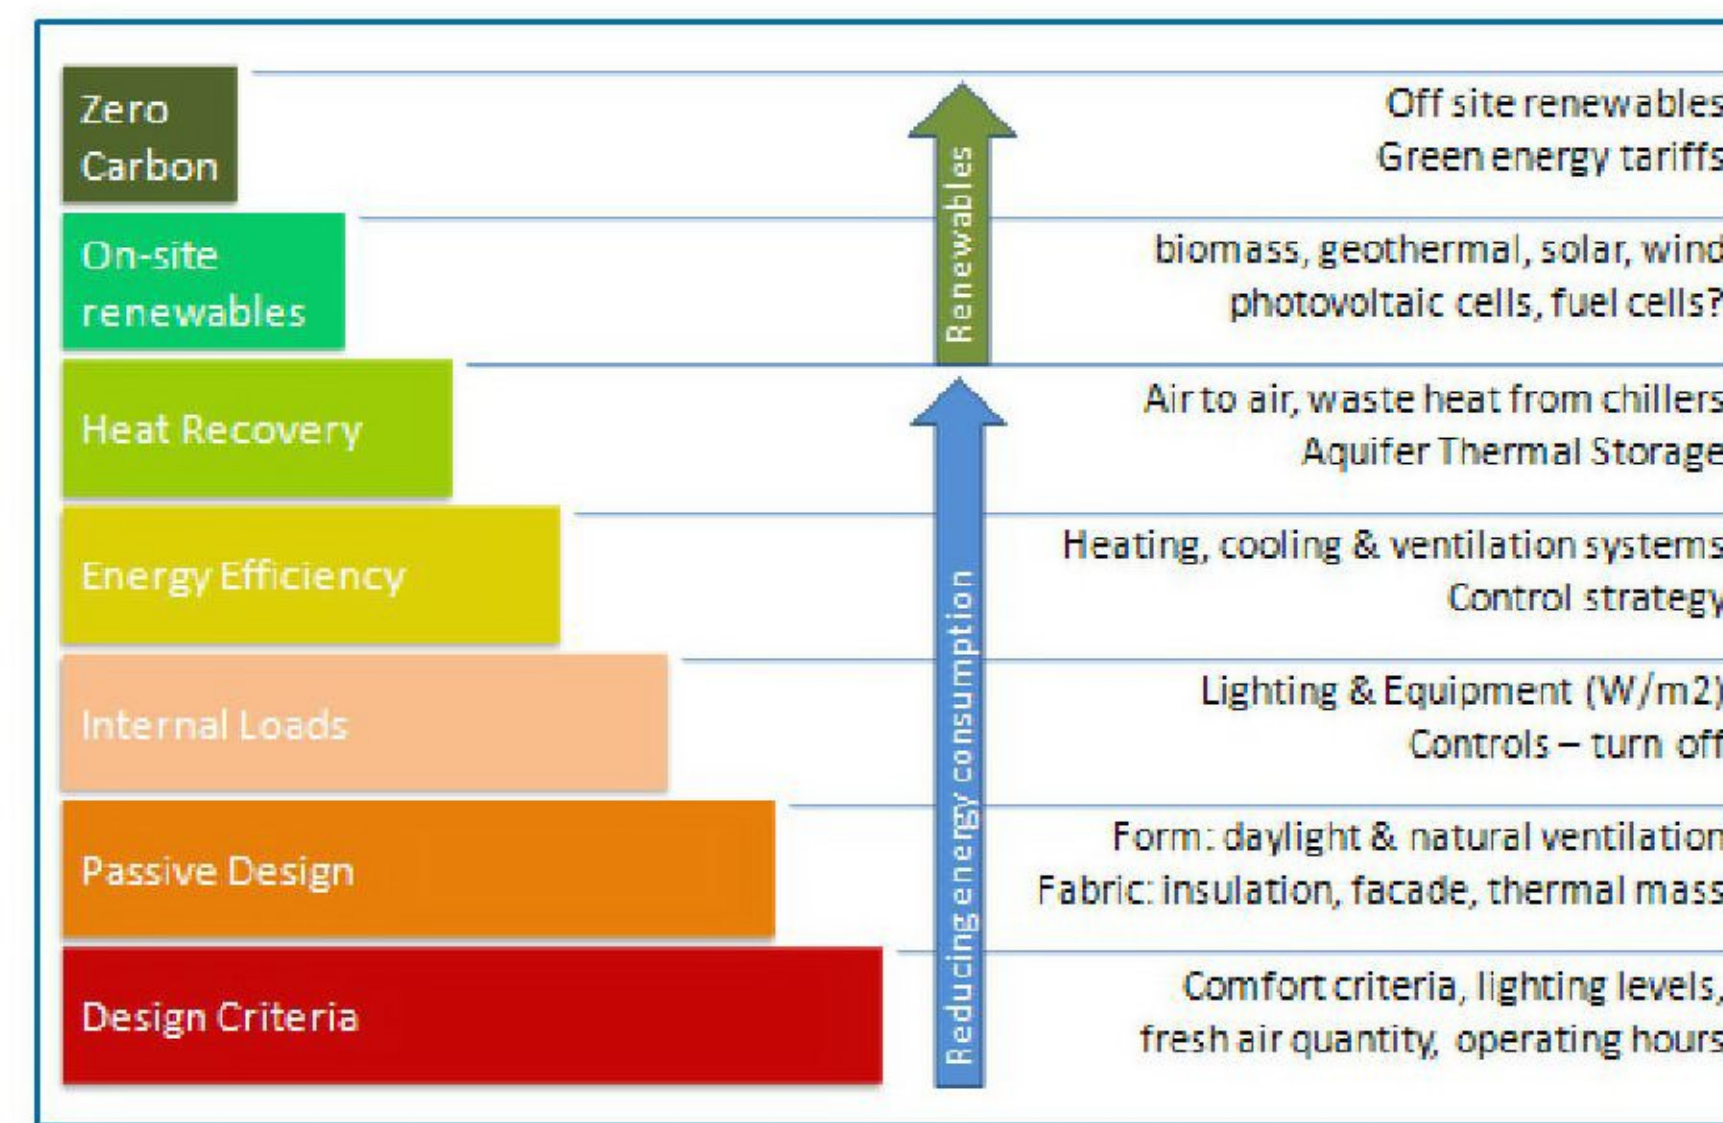 Zero
Carbon
Off site renewables
Green energy tariffs
On-site
renewables
biomass, geothermal, solar, wind
photovoltaic cells, fuel cells?
Renewables
Heat Recovery
Air to air, waste heat from chillers
Aquifer Thermal Storage
Energy Efficiency
Heating, cooling & ventilation systems
Control strategy
Internal Loads
Lighting & Equipment (W/m2)
Controls – turn off
Passive Design
Form: daylight & natural ventilation
Fabric: insulation, facade, thermal mass
Design Criteria
Comfort criteria, lighting levels,
fresh air quantity, operating hours
Reducing energy consumption